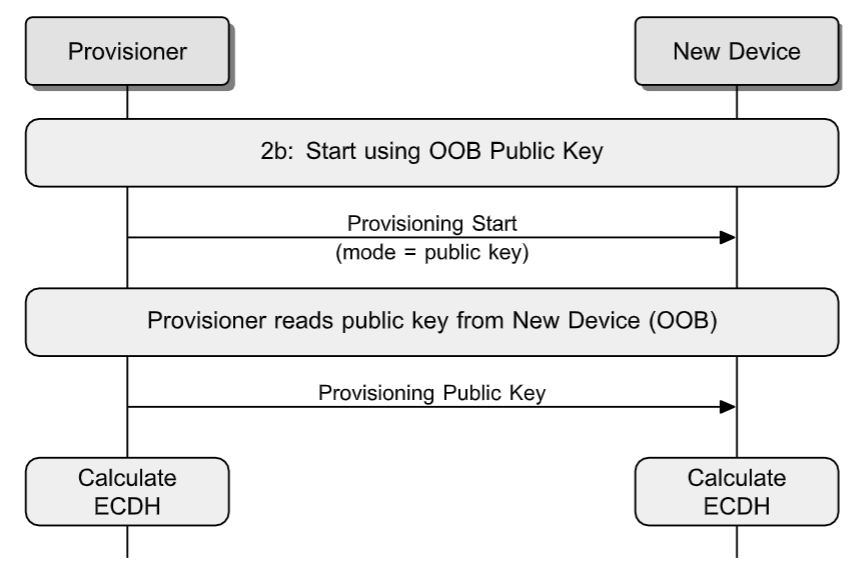 Provisioner
New Device
2b: Start using OOB Public Key
Provisioning Start
(mode = public key)
Provisioner reads public key from New Device (OOB)
Provisioning Public Key
Calculate
ECDH
Calculate
ECDH